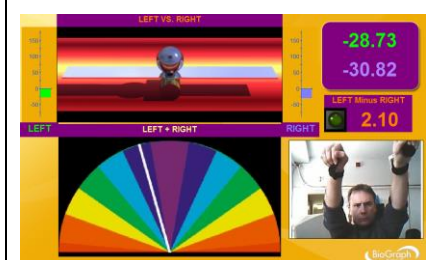 LEFT VS. RIGHT
150
100
50
0
-50
150
100
50
0
-50
-28.73
-30.82
LEFT Minus RIGHT
2.10
LEFT
LEFT + RIGHT
RIGHT
BioGraph